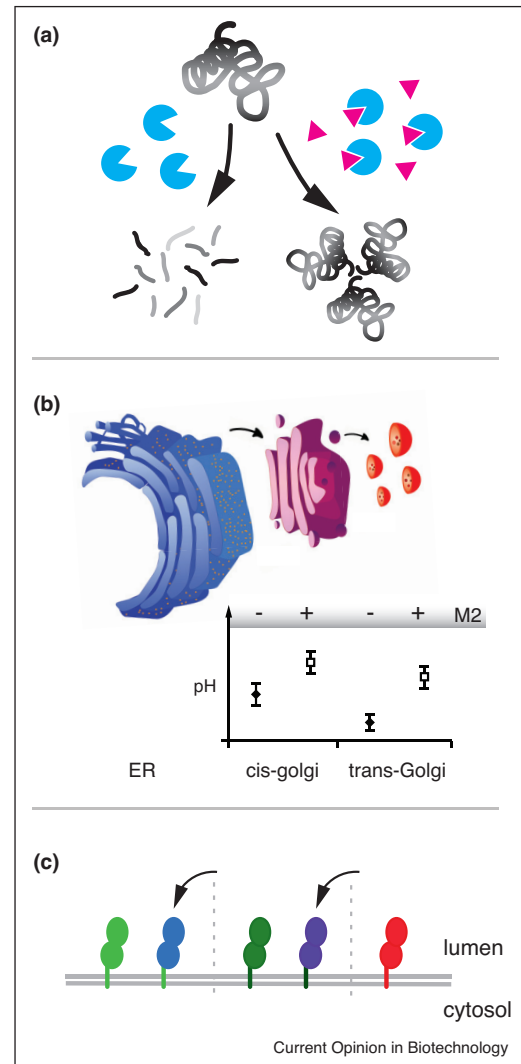 (a)
(b)
- + - + M2
pH
ER cis-golgi trans-Golgi
(c)
lumen
cytosol
Current Opinion in Biotechnology